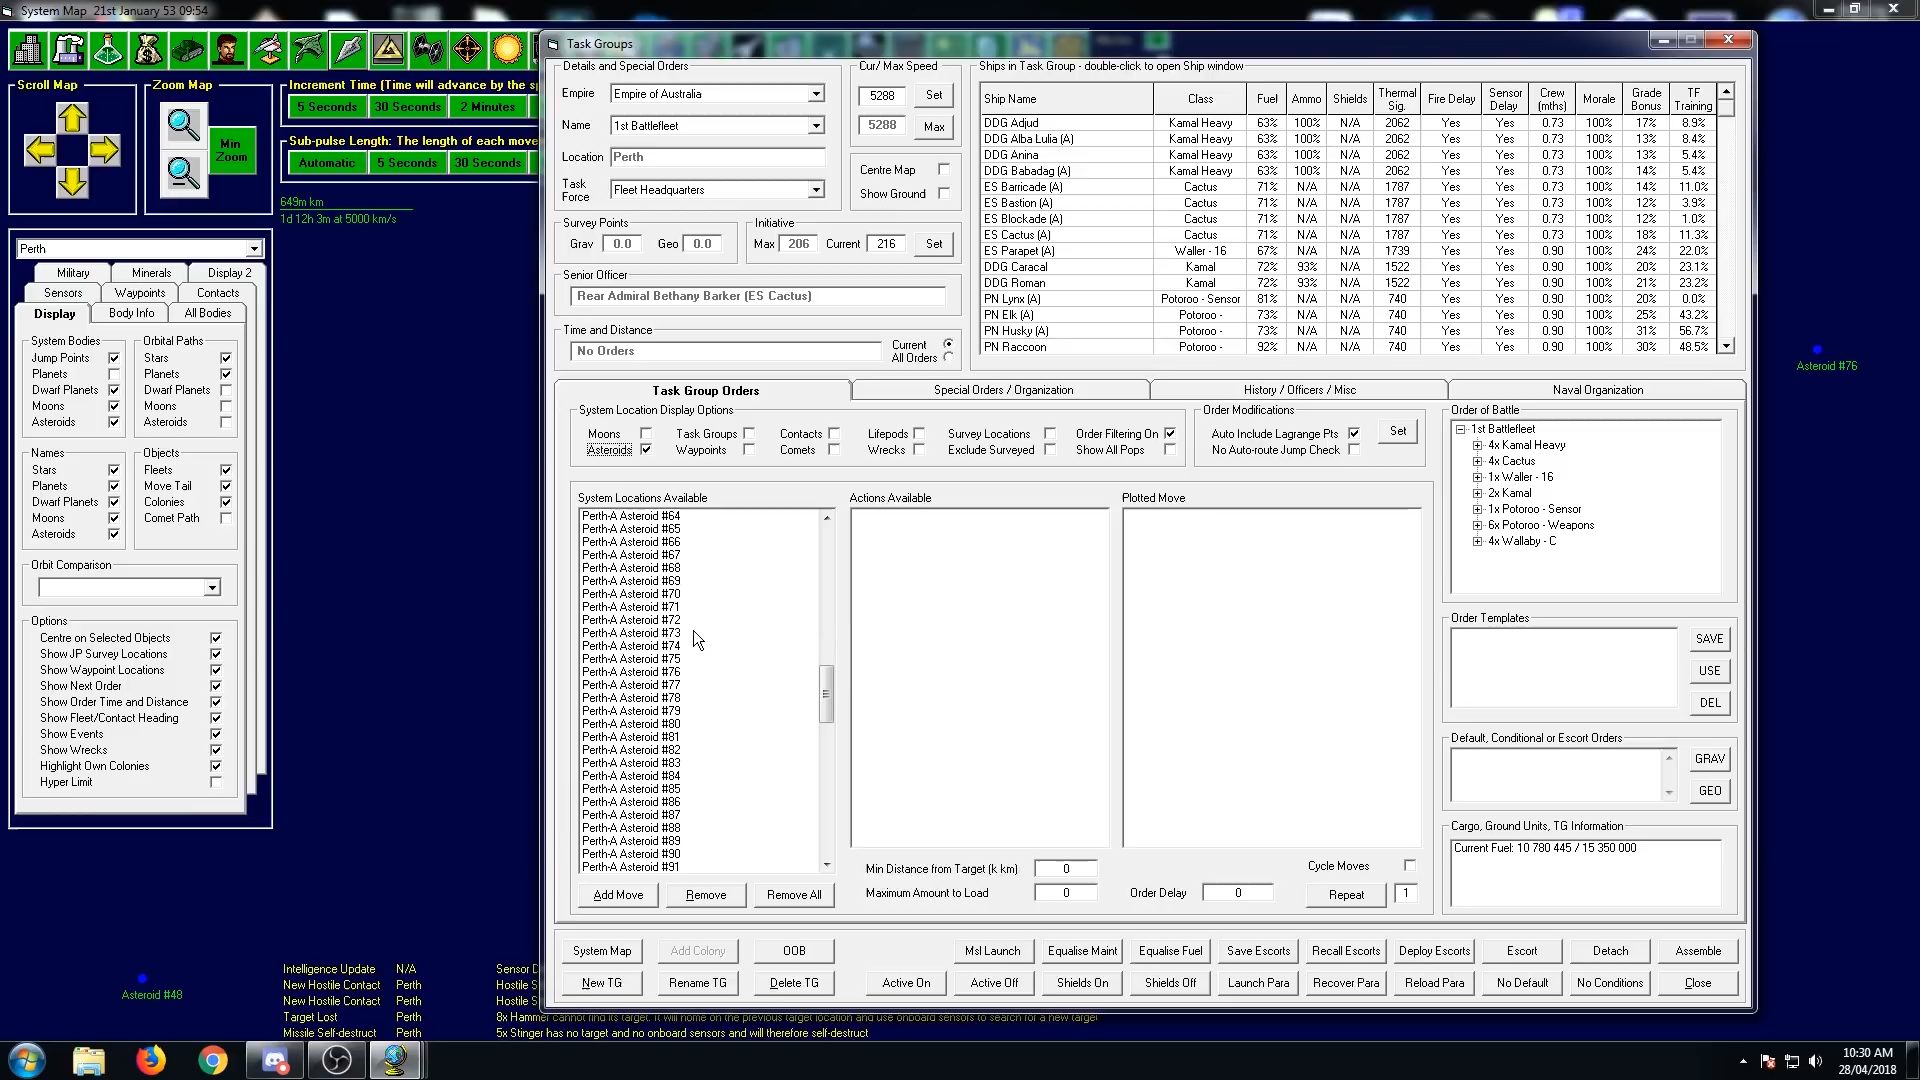 System Map  21st January 53 09:54
Scroll Map
Zoom Map
Min Zoom
Increment Time (Time will advance by the sp
5 Seconds 30 Seconds 2 Minutes
Sub-pulse Length: The length of each move
Automatic 5 Seconds 30 Seconds
649m km
1d 12h 3m at 5000 km/s
Perth
Military Minerals Display 2
Sensors Waypoints Contacts
Display Body Info All Bodies
System Bodies
Jump Points
Planets
Dwarf Planets
Moons
Asteroids
Orbital Paths
Stars
Planets
Dwarf Planets
Moons
Asteroids
Names
Stars
Planets
Dwarf Planets
Moons
Asteroids
Objects
Fleets
Move Tail
Colonies
Comet Path
Orbit Comparison
Options
Centre on Selected Objects
Show JP Survey Locations
Show Waypoint Locations
Show Next Order
Show Order Time and Distance
Show Fleet/Contact Heading
Show Events
Show Wrecks
Highlight Own Colonies
Hyper Limit
Asteroid #48
Asteroid #76
Task Groups
Details and Special Orders
Empire Empire of Australia
Name 1st Battlefleet
Location Perth
Task Force Fleet Headquarters
Cur/ Max Speed
5288 Set
5288 Max
Centre Map
Show Ground
Survey Points
Grav 0.0 Geo 0.0
Initiative
Max 206 Current 216 Set
Senior Officer
Rear Admiral Bethany Barker (ES Cactus)
Time and Distance
No Orders
Current
All Orders
Ships in Task Group - double-click to open Ship window
Ship Name Class Fuel Ammo Shields Thermal Sig. Fire Delay Sensor Delay Crew (mths) Morale Grade Bonus TF Training
DDG Adjud Kamal Heavy 63% 100% N/A 2062 Yes Yes 0.73 100% 17% 8.9%
DDG Alba Lulia (A) Kamal Heavy 63% 100% N/A 2062 Yes Yes 0.73 100% 13% 8.4%
DDG Anina Kamal Heavy 63% 100% N/A 2062 Yes Yes 0.73 100% 13% 5.4%
DDG Babadag (A) Kamal Heavy 63% 100% N/A 2062 Yes Yes 0.73 100% 14% 5.4%
ES Barricade (A) Cactus 71% N/A N/A 1787 Yes Yes 0.73 100% 14% 11.0%
ES Bastion (A) Cactus 71% N/A N/A 1787 Yes Yes 0.73 100% 12% 3.9%
ES Blockade (A) Cactus 71% N/A N/A 1787 Yes Yes 0.73 100% 12% 1.0%
ES Cactus (A) Cactus 71% N/A N/A 1787 Yes Yes 0.73 100% 18% 11.3%
ES Parapet (A) Waller - 16 67% N/A N/A 1739 Yes Yes 0.90 100% 24% 22.0%
DDG Caracal Kamal 72% 93% N/A 1522 Yes Yes 0.90 100% 20% 23.1%
DDG Roman Kamal 72% 93% N/A 1522 Yes Yes 0.90 100% 21% 23.2%
PN Lynx (A) Potoroo - Sensor 81% N/A N/A 740 Yes Yes 0.90 100% 20% 0.0%
PN Elk (A) Potoroo - 73% N/A N/A 740 Yes Yes 0.90 100% 25% 43.2%
PN Husky (A) Potoroo - 73% N/A N/A 740 Yes Yes 0.90 100% 31% 56.7%
PN Raccoon Potoroo - 92% N/A N/A 740 Yes Yes 0.90 100% 30% 48.5%
Task Group Orders Special Orders / Organization History / Officers / Misc Naval Organization
System Location Display Options
Moons Task Groups Contacts Lifepods Survey Locations Order Filtering On
Asteroids Waypoints Comets Wrecks Exclude Surveyed Show All Pops
Order Modifications
Auto Include Lagrange Pts Set
No Auto-route Jump Check
System Locations Available
Perth-A Asteroid #64
Perth-A Asteroid #65
Perth-A Asteroid #66
Perth-A Asteroid #67
Perth-A Asteroid #68
Perth-A Asteroid #69
Perth-A Asteroid #70
Perth-A Asteroid #71
Perth-A Asteroid #72
Perth-A Asteroid #73
Perth-A Asteroid #74
Perth-A Asteroid #75
Perth-A Asteroid #76
Perth-A Asteroid #77
Perth-A Asteroid #78
Perth-A Asteroid #79
Perth-A Asteroid #80
Perth-A Asteroid #81
Perth-A Asteroid #82
Perth-A Asteroid #83
Perth-A Asteroid #84
Perth-A Asteroid #85
Perth-A Asteroid #86
Perth-A Asteroid #87
Perth-A Asteroid #88
Perth-A Asteroid #89
Perth-A Asteroid #90
Perth-A Asteroid #91
Actions Available
Plotted Move
Min Distance from Target (k km) 0
Maximum Amount to Load 0
Order Delay 0
Cycle Moves
Repeat 1
Add Move Remove Remove All
Order of Battle
1st Battlefleet
4x Kamal Heavy
4x Cactus
1x Waller - 16
2x Kamal
1x Potoroo - Sensor
6x Potoroo - Weapons
4x Wallaby - C
Order Templates
SAVE
USE
DEL
Default, Conditional or Escort Orders
GRAV
GEO
Cargo, Ground Units, TG Information
Current Fuel: 10 780 445 / 15 350 000
System Map Add Colony OOB Msl Launch Equalise Maint Equalise Fuel Save Escorts Recall Escorts Deploy Escorts Escort Detach Assemble
New TG Rename TG Delete TG Active On Active Off Shields On Shields Off Launch Para Recover Para Reload Para No Default No Conditions Close
Intelligence Update N/A Sensor D
New Hostile Contact Perth Hostile S
New Hostile Contact Perth Hostile S
Target Lost Perth 8x Hammer cannot find its target. It will home on the previous target location and use onboard sensors to search for a new target
Missile Self-destruct Perth 5x Stinger has no target and no onboard sensors and will therefore self-destruct
10:30 AM
28/04/2018